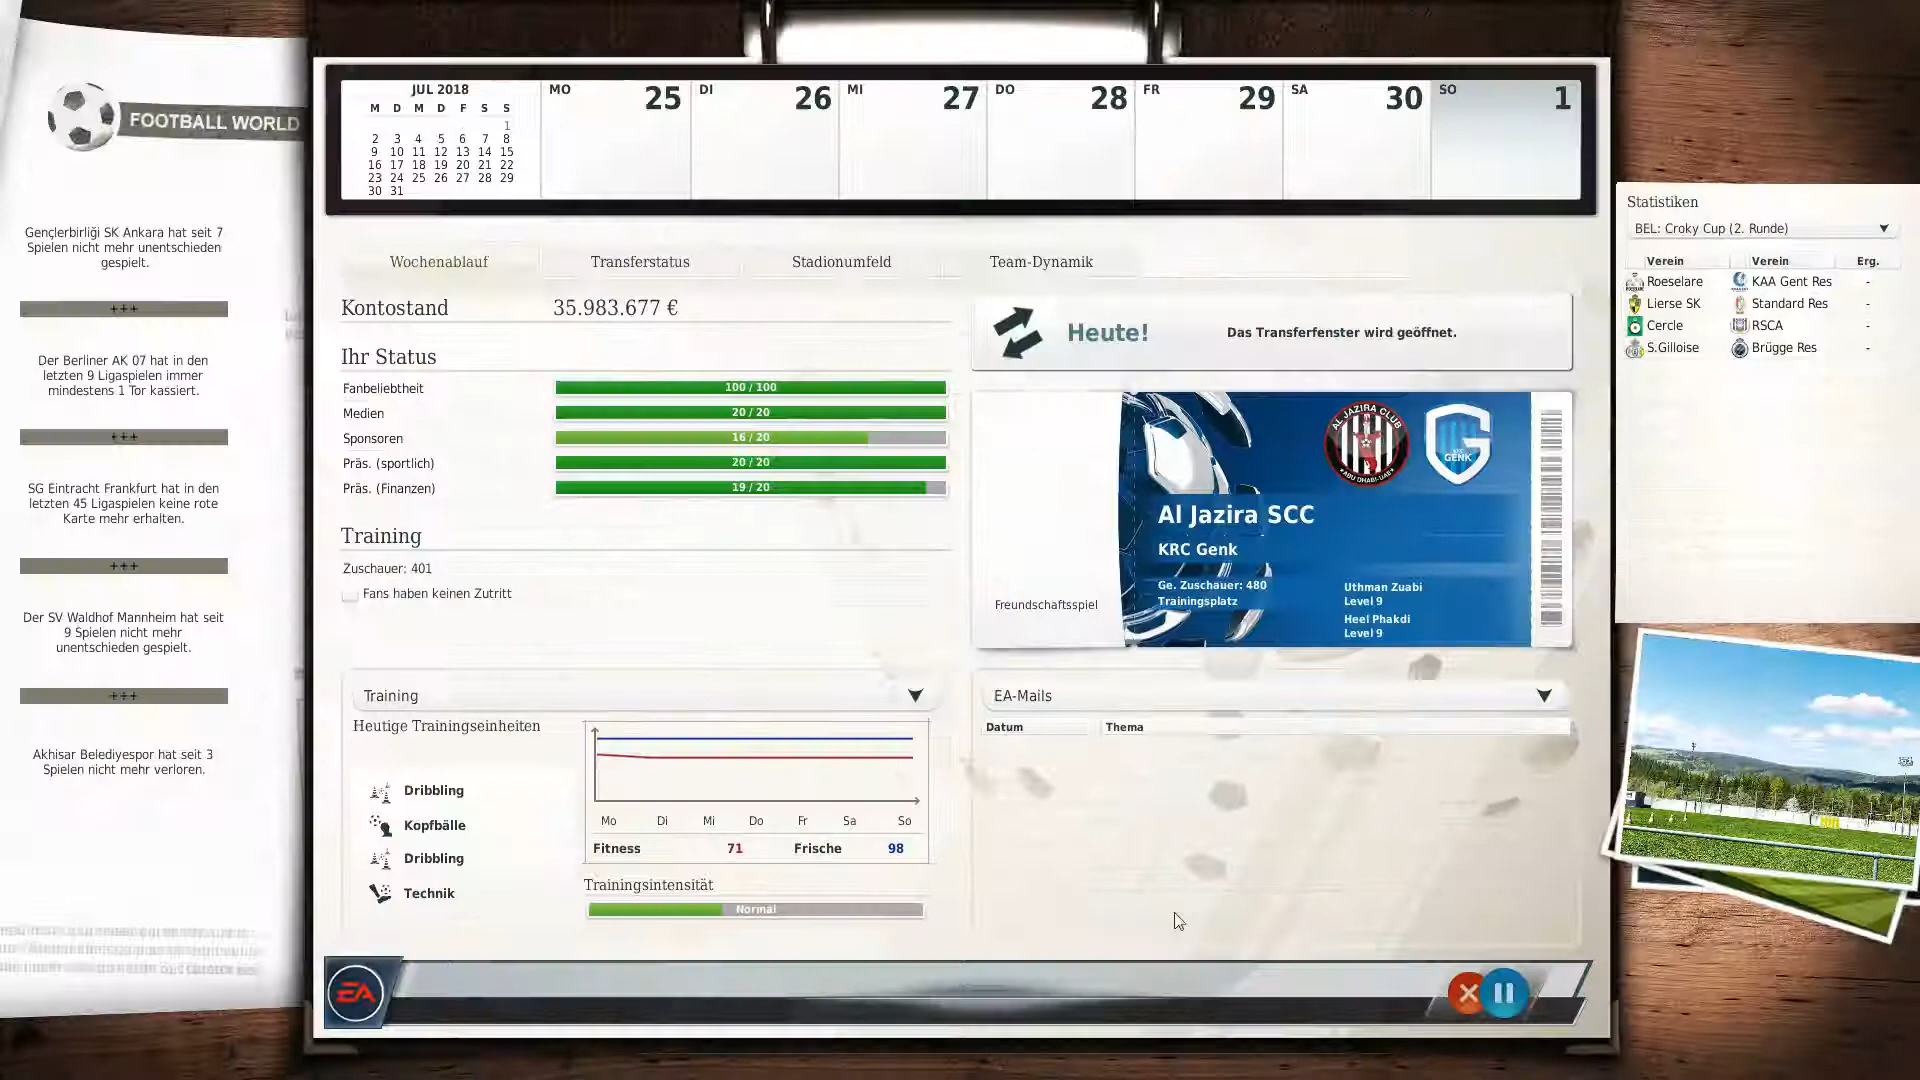 FOOTBALL WORLD
Gençlerbirliği SK Ankara hat seit 7
Spielen nicht mehr unentschieden
gespielt.
+++
Der Berliner AK 07 hat in den
letzten 9 Ligaspielen immer
mindestens 1 Tor kassiert.
+++
SG Eintracht Frankfurt hat in den
letzten 45 Ligaspielen keine rote
Karte mehr erhalten.
+++
Der SV Waldhof Mannheim hat seit
9 Spielen nicht mehr
unentschieden gespielt.
+++
Akhisar Belediyespor hat seit 3
Spielen nicht mehr verloren.
JUL 2018
M D M D F S S
1
2 3 4 5 6 7 8
9 10 11 12 13 14 15
16 17 18 19 20 21 22
23 24 25 26 27 28 29
30 31
MO 25 DI 26 MI 27 DO 28 FR 29 SA 30 SO 1
Wochenablauf Transferstatus Stadionumfeld Team-Dynamik
Kontostand 35.983.677 €
Ihr Status
Fanbeliebtheit 100 / 100
Medien 20 / 20
Sponsoren 16 / 20
Präs. (sportlich) 20 / 20
Präs. (Finanzen) 19 / 20
Training
Zuschauer: 401
Fans haben keinen Zutritt
Heute! Das Transferfenster wird geöffnet.
AL JAZIRA CLUB
ABU DHABI-UAE
GENK
Al Jazira SCC
KRC Genk
Ge. Zuschauer: 480
Trainingsplatz
Uthman Zuabi
Level 9
Heel Phakdi
Level 9
Freundschaftsspiel
Training
Heutige Trainingseinheiten
Dribbling
Kopfbälle
Dribbling
Technik
Mo Di Mi Do Fr Sa So
Fitness 71 Frische 98
Trainingsintensität
Normal
EA-Mails
Datum Thema
EA
Statistiken
BEL: Croky Cup (2. Runde)
Verein Verein Erg.
Roeselare KAA Gent Res -
Lierse SK Standard Res -
Cercle RSCA -
S.Gilloise Brügge Res -